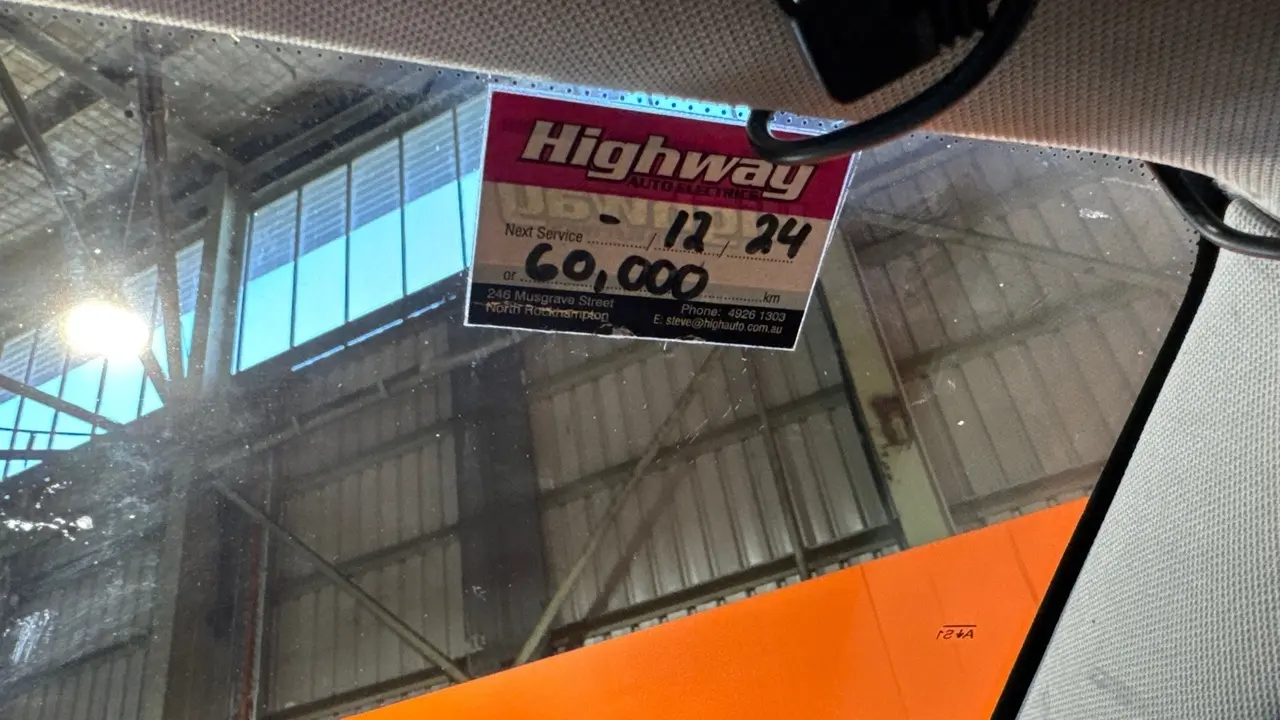 Highway
AUTO ELECTRICS
Next Service - / 12 / 24
or 60,000 km
246 Musgrave Street
North Rockhampton
Phone: 4926 1303
E: steve@highauto.com.au